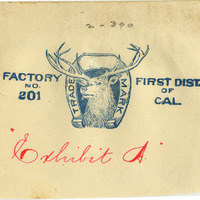 2-390
FACTORY NO. 201
TRADE MARK
FIRST DIST. OF CAL
"Exhibit A."